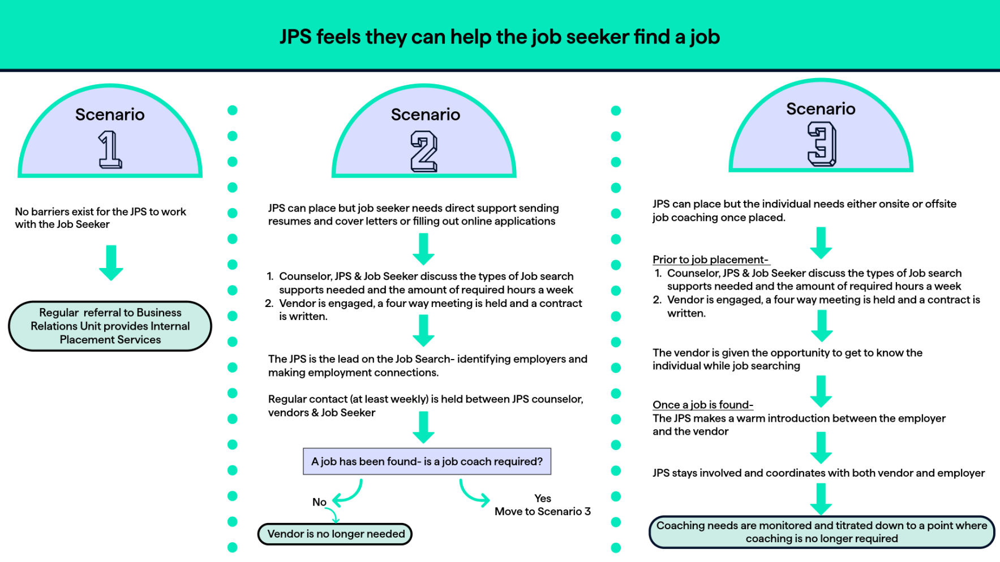 JPS feels they can help the job seeker find a job
Scenario
1
No barriers exist for the JPS to work
with the Job Seeker
Regular referral to Business
Relations Unit provides Internal
Placement Services
Scenario
2
JPS can place but job seeker needs direct support sending
resumes and cover letters or filling out online applications
1. Counselor, JPS & Job Seeker discuss the types of Job search
supports needed and the amount of required hours a week
2. Vendor is engaged, a four way meeting is held and a contract
is written.
The JPS is the lead on the Job Search- identifying employers and
making employment connections.
Regular contact (at least weekly) is held between JPS counselor,
vendors & Job Seeker
A job has been found- is a job coach required?
No
Vendor is no longer needed
Yes
Move to Scenario 3
Scenario
3
JPS can place but the individual needs either onsite or offsite
job coaching once placed.
Prior to job placement-
1. Counselor, JPS & Job Seeker discuss the types of Job search
supports needed and the amount of required hours a week
2. Vendor is engaged, a four way meeting is held and a contract is
written.
The vendor is given the opportunity to get to know the
individual while job searching
Once a job is found-
The JPS makes a warm introduction between the employer
and the vendor
JPS stays involved and coordinates with both vendor and employer
Coaching needs are monitored and titrated down to a point where
coaching is no longer required